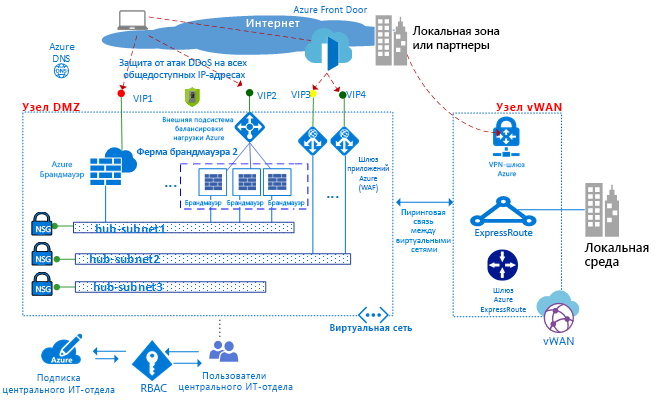 Azure Front Door
Интернет
Локальная зона
или партнеры
Azure
DNS
DNS
Защита от атак DDoS на всех
общедоступных IP-адресах
VIP1
VIP2
VIP3
VIP4
Узел DMZ
Узел vWAN
Внешняя подсистема
балансировки
нагрузки Azure
Azure
Брандмауэр
Ферма брандмауэра 2
...
Брандмауэр
Брандмауэр
Брандмауэр
...
Шлюз
приложений
Azure
(WAF)
VPN-шлюз
Azure
Пиринговая
связь
между
виртуальными
сетями
ExpressRoute
Локальная
среда
NSG
hub-subnet1
NSG
hub-subnet2
NSG
hub-subnet3
Шлюз
Azure
ExpressRoute
Виртуальная сеть
vWAN
Azure
Подписка
центрального ИТ-отдела
RBAC
Пользователи
центрального ИТ-отдела